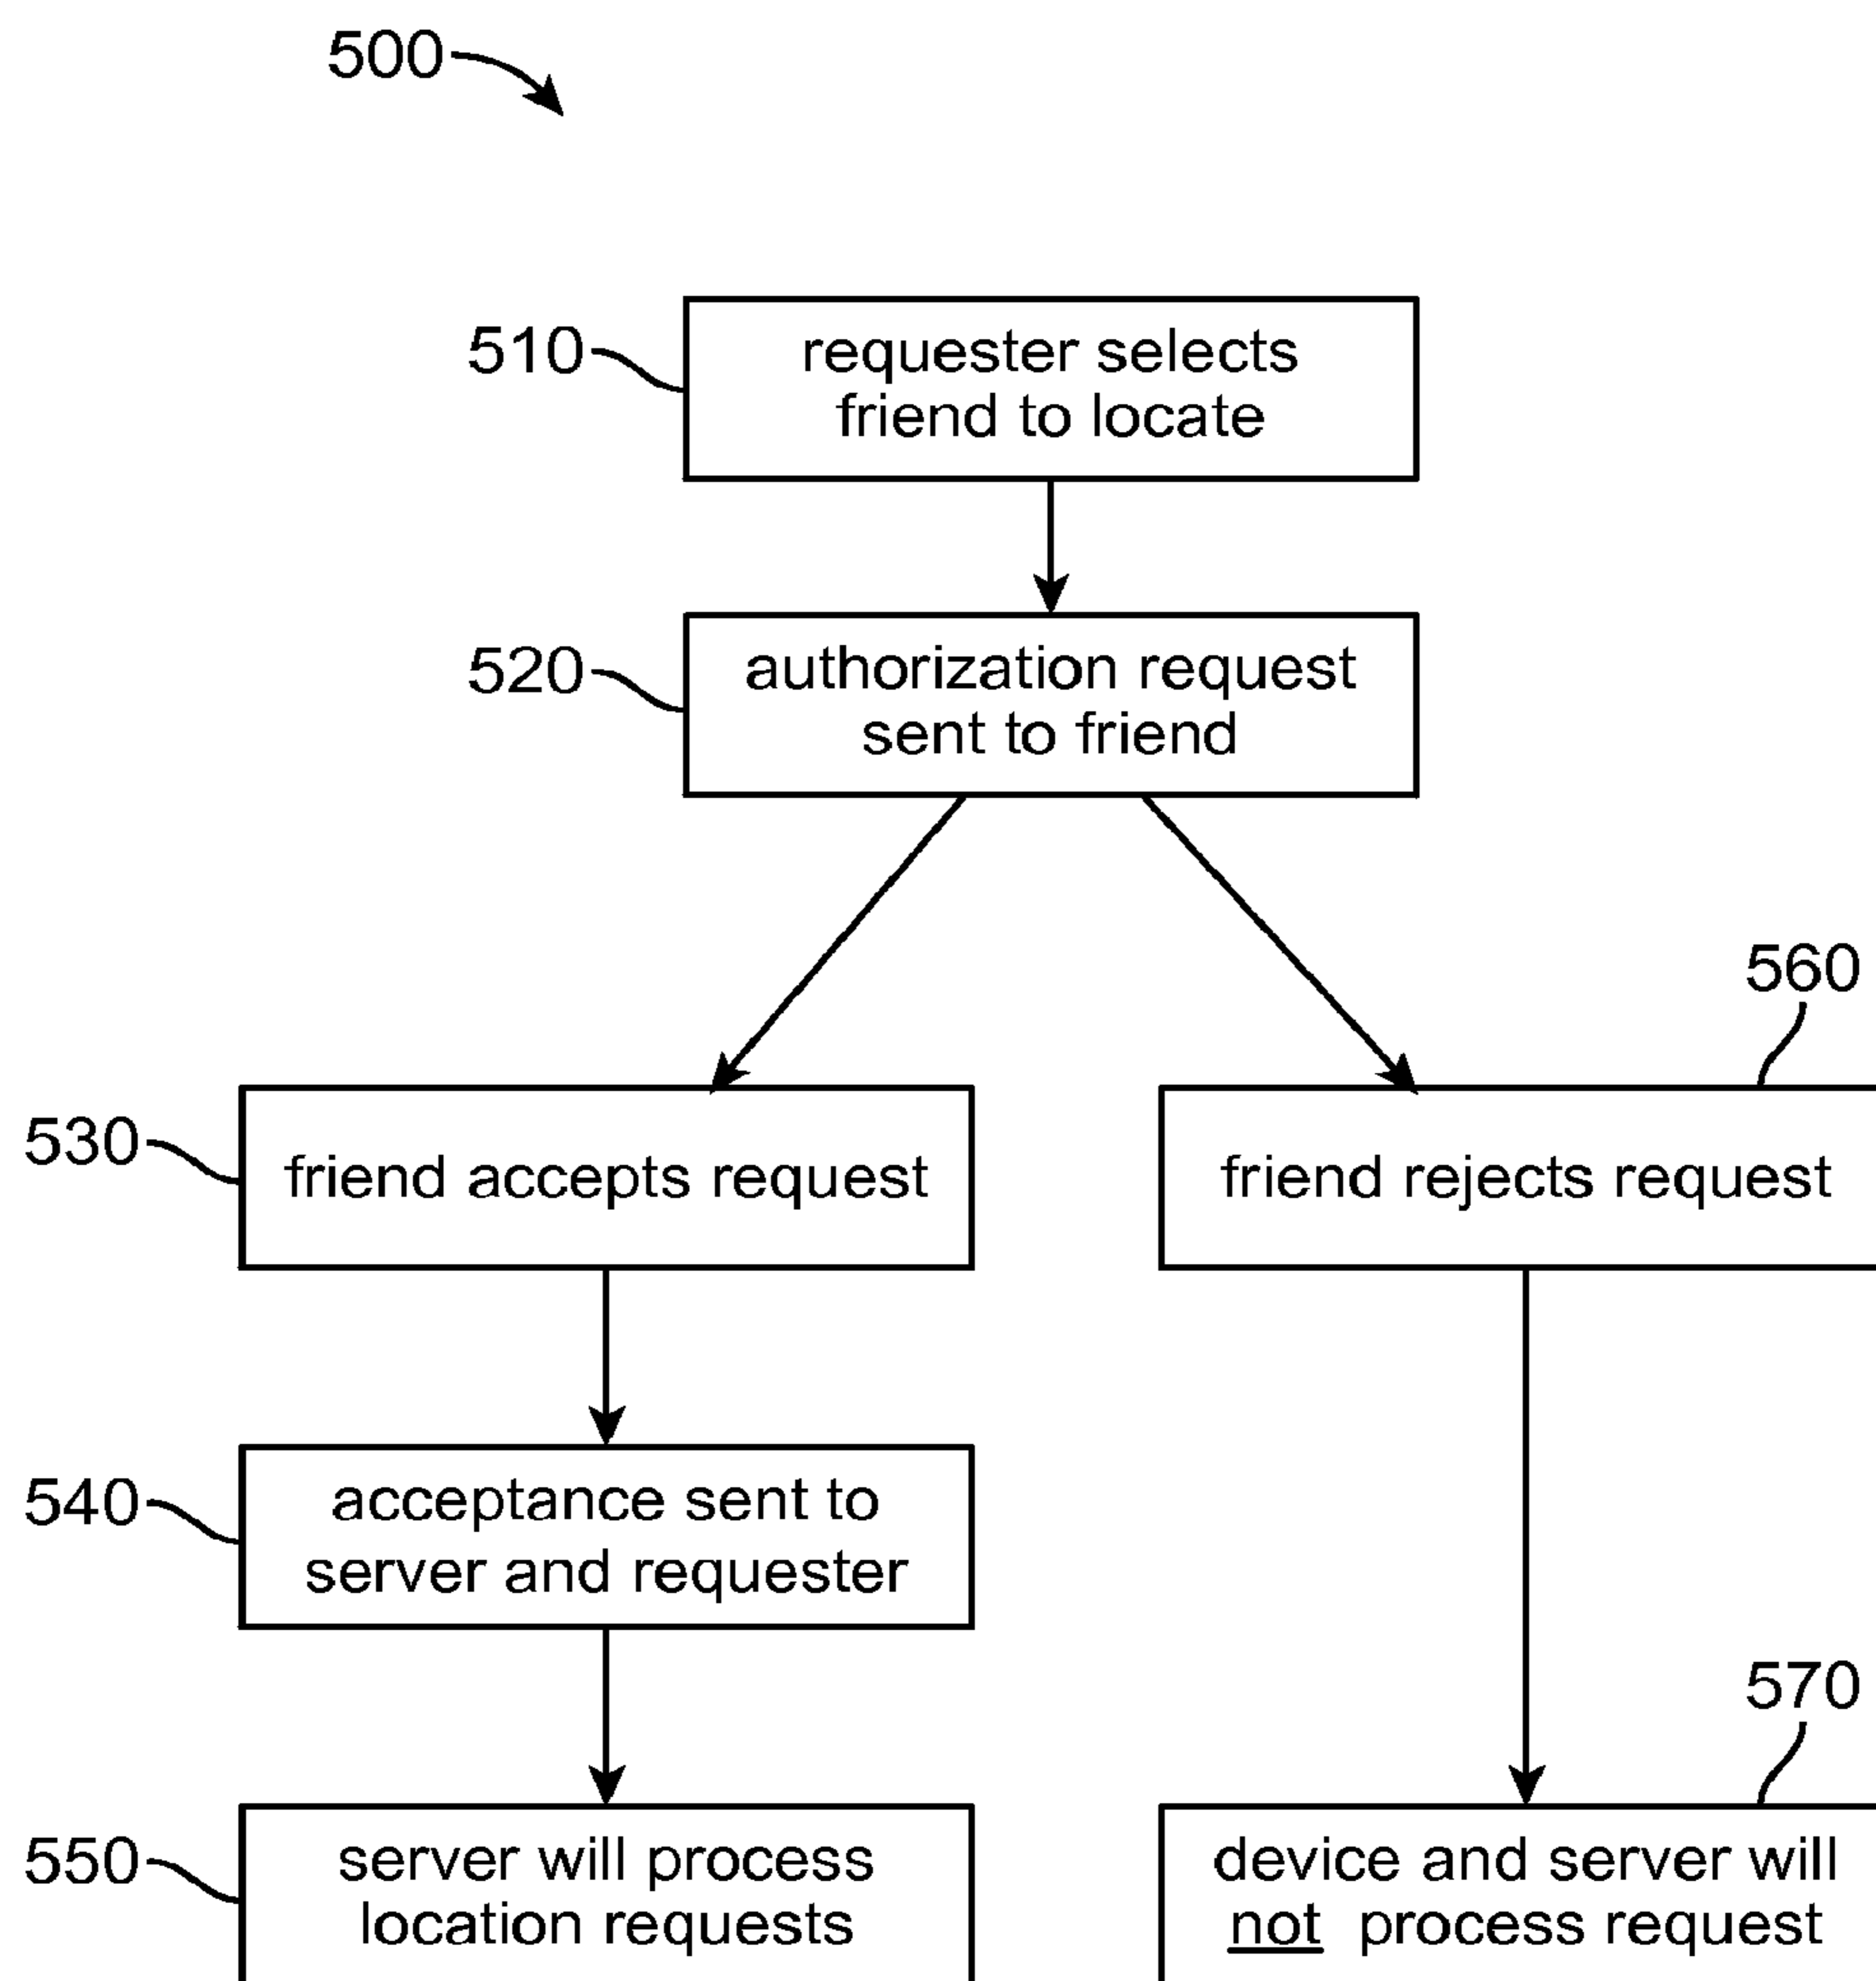 500
510
requester selects
friend to locate
520
authorization request
sent to friend
560
530
friend accepts request
friend rejects request
540
acceptance sent to
server and requester
570
550
server will process
location requests
device and server will
not process request